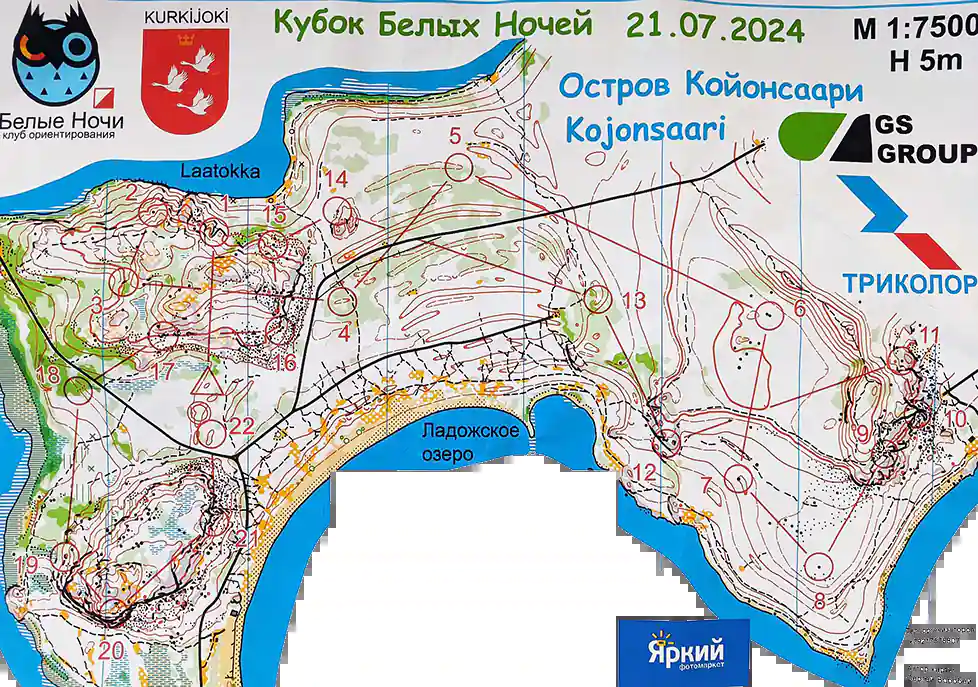 KURKIJOKI
Кубок Белых Ночей 21.07.2024
М 1:7500
Н 5m
Белые Ночи
клуб ориентирования
Остров Койонсаари
Kojonsaari
GS
GROUP
ТРИКОЛОР
Laatokka
5
14
2
1
15
3
4
13
6
11
16
17
18
22
9
10
Ладожское
озеро
12
7
21
19
8
20
Яркий
фотомаркет